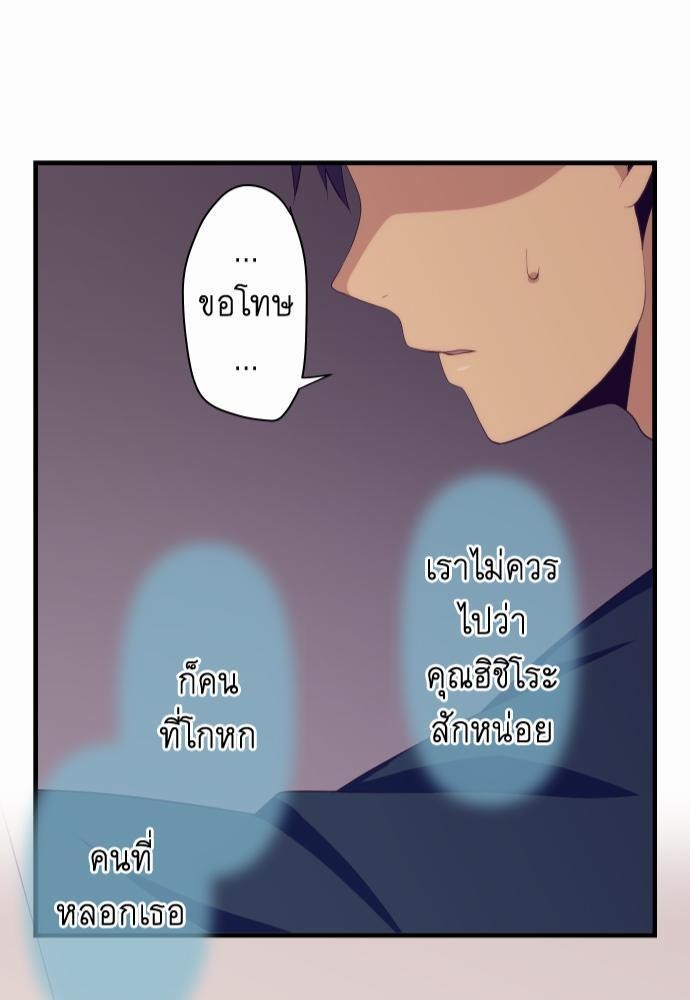 ...
ขอโทษ
...
เราไม่ควร
ไปว่า
คุณฮิชิโระ
สักหน่อย
ก็คน
ที่โกหก
คนที่
หลอกเธอ